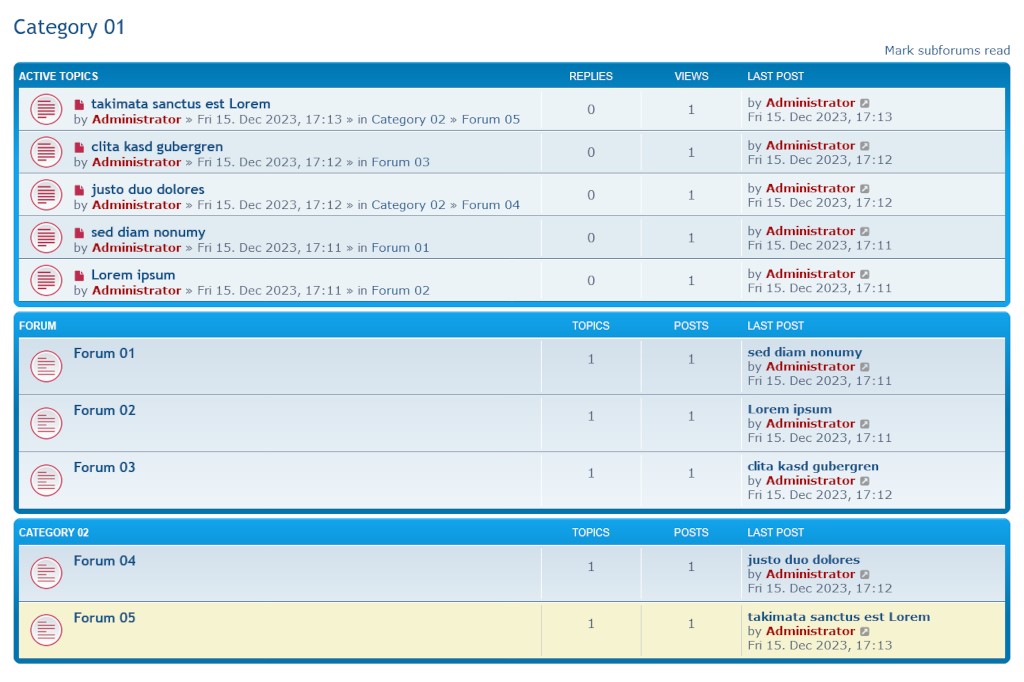 Category 01
Mark subforums read
ACTIVE TOPICS REPLIES VIEWS LAST POST
takimata sanctus est Lorem 0 1 by Administrator
by Administrator » Fri 15. Dec 2023, 17:13 » in Category 02 » Forum 05 Fri 15. Dec 2023, 17:13
clita kasd gubergren 0 1 by Administrator
by Administrator » Fri 15. Dec 2023, 17:12 » in Forum 03 Fri 15. Dec 2023, 17:12
justo duo dolores 0 1 by Administrator
by Administrator » Fri 15. Dec 2023, 17:12 » in Category 02 » Forum 04 Fri 15. Dec 2023, 17:12
sed diam nonumy 0 1 by Administrator
by Administrator » Fri 15. Dec 2023, 17:11 » in Forum 01 Fri 15. Dec 2023, 17:11
Lorem ipsum 0 1 by Administrator
by Administrator » Fri 15. Dec 2023, 17:11 » in Forum 02 Fri 15. Dec 2023, 17:11
FORUM TOPICS POSTS LAST POST
Forum 01 1 1 sed diam nonumy
by Administrator
Fri 15. Dec 2023, 17:11
Forum 02 1 1 Lorem ipsum
by Administrator
Fri 15. Dec 2023, 17:11
Forum 03 1 1 clita kasd gubergren
by Administrator
Fri 15. Dec 2023, 17:12
CATEGORY 02 TOPICS POSTS LAST POST
Forum 04 1 1 justo duo dolores
by Administrator
Fri 15. Dec 2023, 17:12
Forum 05 1 1 takimata sanctus est Lorem
by Administrator
Fri 15. Dec 2023, 17:13